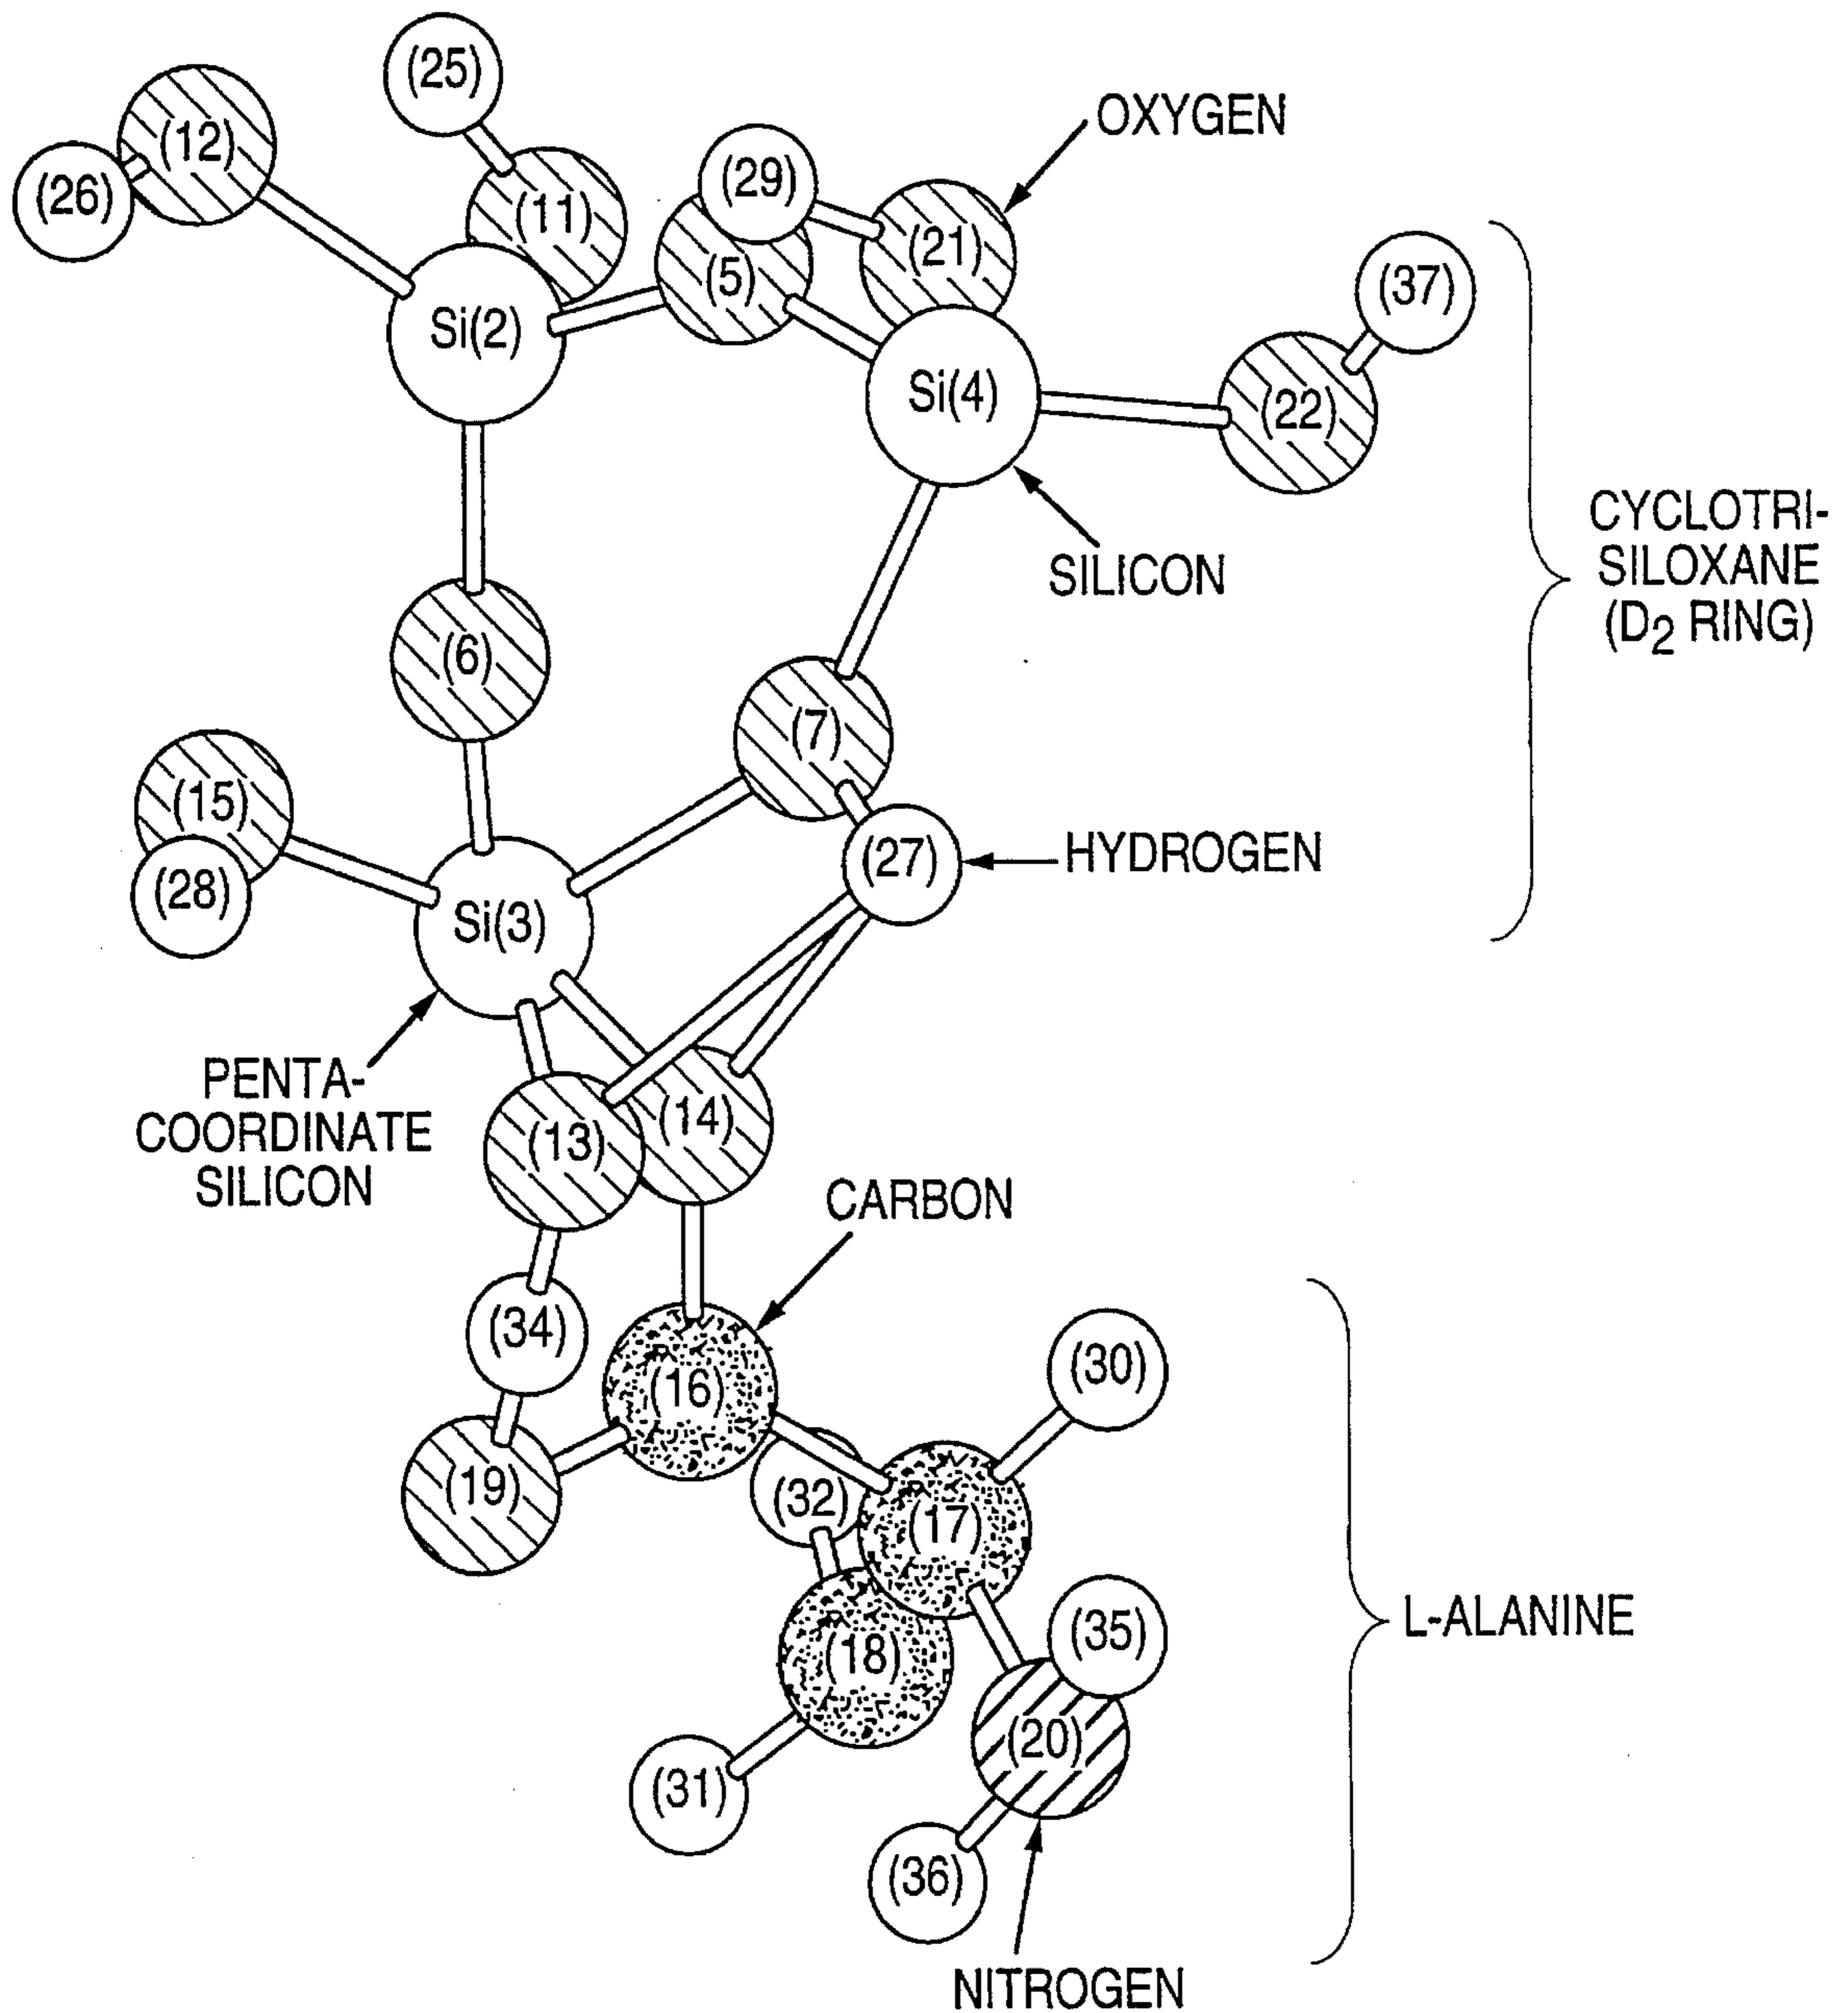 (25)
(12)
OXYGEN
(29)
(26)
(11)
(21)
(5)
(37)
Si(2)
Si(4)
(22)
CYCLOTRI-
SILOXANE
(D2 RING)
SILICON
(6)
(7)
(15)
(27)
HYDROGEN
(28)
Si(3)
PENTA-
COORDINATE
SILICON
(14)
(13)
CARBON
(34)
(30)
(16)
(19)
(32)
(17)
L-ALANINE
(35)
(18)
(20)
(31)
(36)
NITROGEN